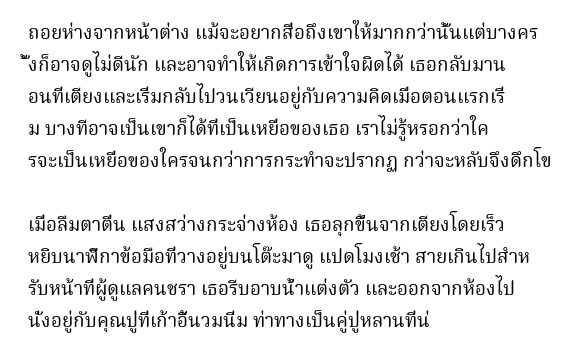 ถอยห่างจากหน้าต่าง แม้จะอยากสื่อถึงเขาให้มากกว่านั้นแต่บางคร
ั้งก็อาจดูไม่ดีนัก และอาจทำให้เกิดการเข้าใจผิดได้ เธอกลับมาน
อนที่เตียงและเริ่มกลับไปวนเวียนอยู่กับความคิดเมื่อตอนแรกเริ่
ม บางทีอาจเป็นเขาก็ได้ที่เป็นเหยื่อของเธอ เราไม่รู้หรอกว่าใค
รจะเป็นเหยื่อของใครจนกว่าการกระทำจะปรากฏ กว่าจะหลับจึงดึกโข
เมื่อลืมตาตื่น แสงสว่างกระจ่างห้อง เธอลุกขึ้นจากเตียงโดยเร็ว
หยิบนาฬิกาข้อมือที่วางอยู่บนโต๊ะมาดู แปดโมงเช้า สายเกินไปสำห
รับหน้าที่ผู้ดูแลคนชรา เธอรีบอาบน้ำแต่งตัว และออกจากห้องไป
นั่งอยู่กับคุณปู่ที่เก้าอี้นวมนิ่ม ท่าทางเป็นคู่ปู่หลานที่น่